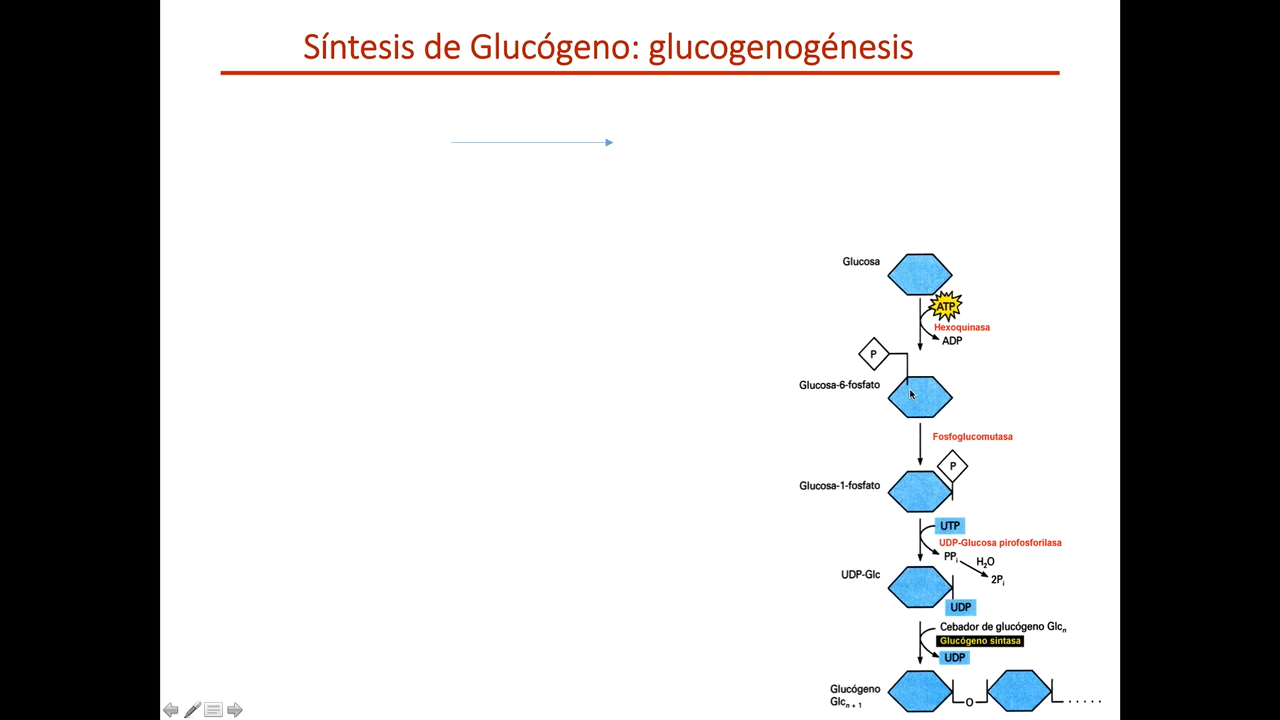 Síntesis de Glucógeno: glucogenogénesis
Glucosa
ATP
Hexoquinasa
ADP
P
Glucosa-6-fosfato
Fosfoglucomutasa
P
Glucosa-1-fosfato
UTP
UDP-Glucosa pirofosforilasa
PPi
H2O
2Pi
UDP-Glc
UDP
Cebador de glucógeno Glcn
Glucógeno sintasa
UDP
Glucógeno
Glcn + 1
O